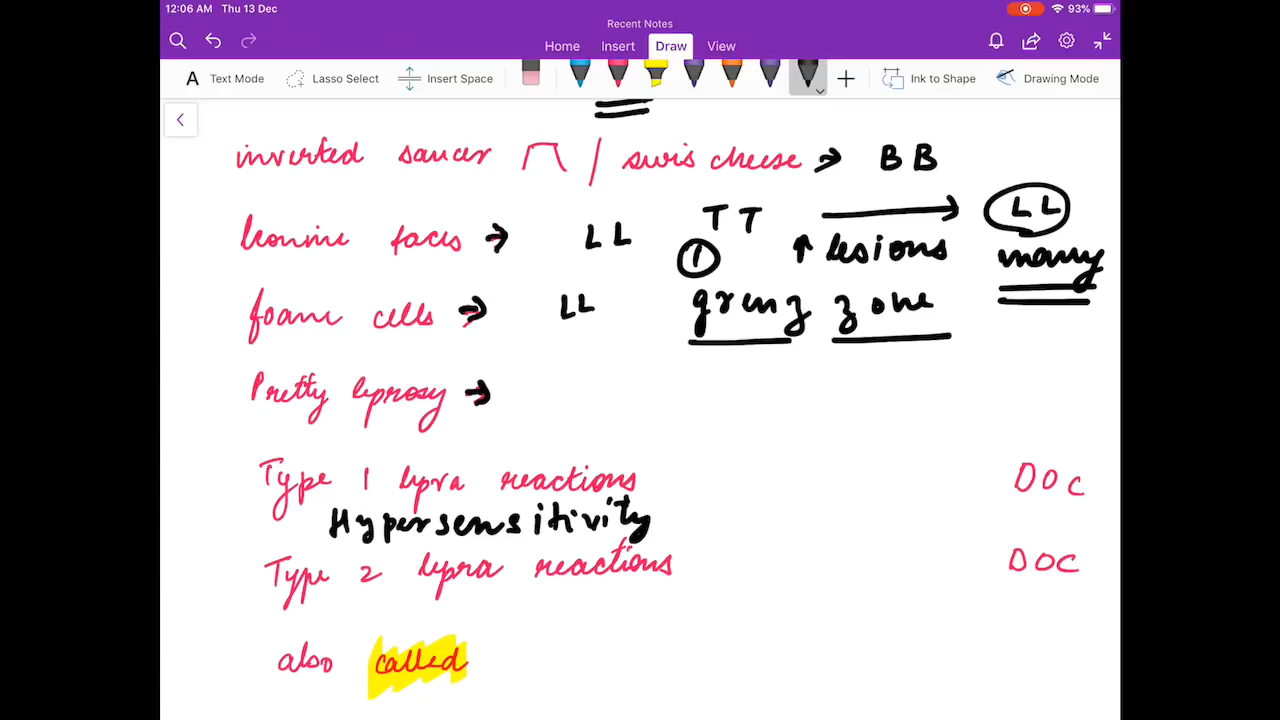 12:06 AM Thu 13 Dec 93%
Recent Notes
Home Insert Draw View
A Text Mode Lasso Select Insert Space Ink to Shape Drawing Mode
inverted saucer / swis cheese → BB
leonine faces → LL TT → LL
1 ↑ lesions many
foam cells → LL grenz zone
Pretty leprosy →
Type 1 lepra reactions DOC
Hypersensitivity
Type 2 lepra reactions DOC
also called